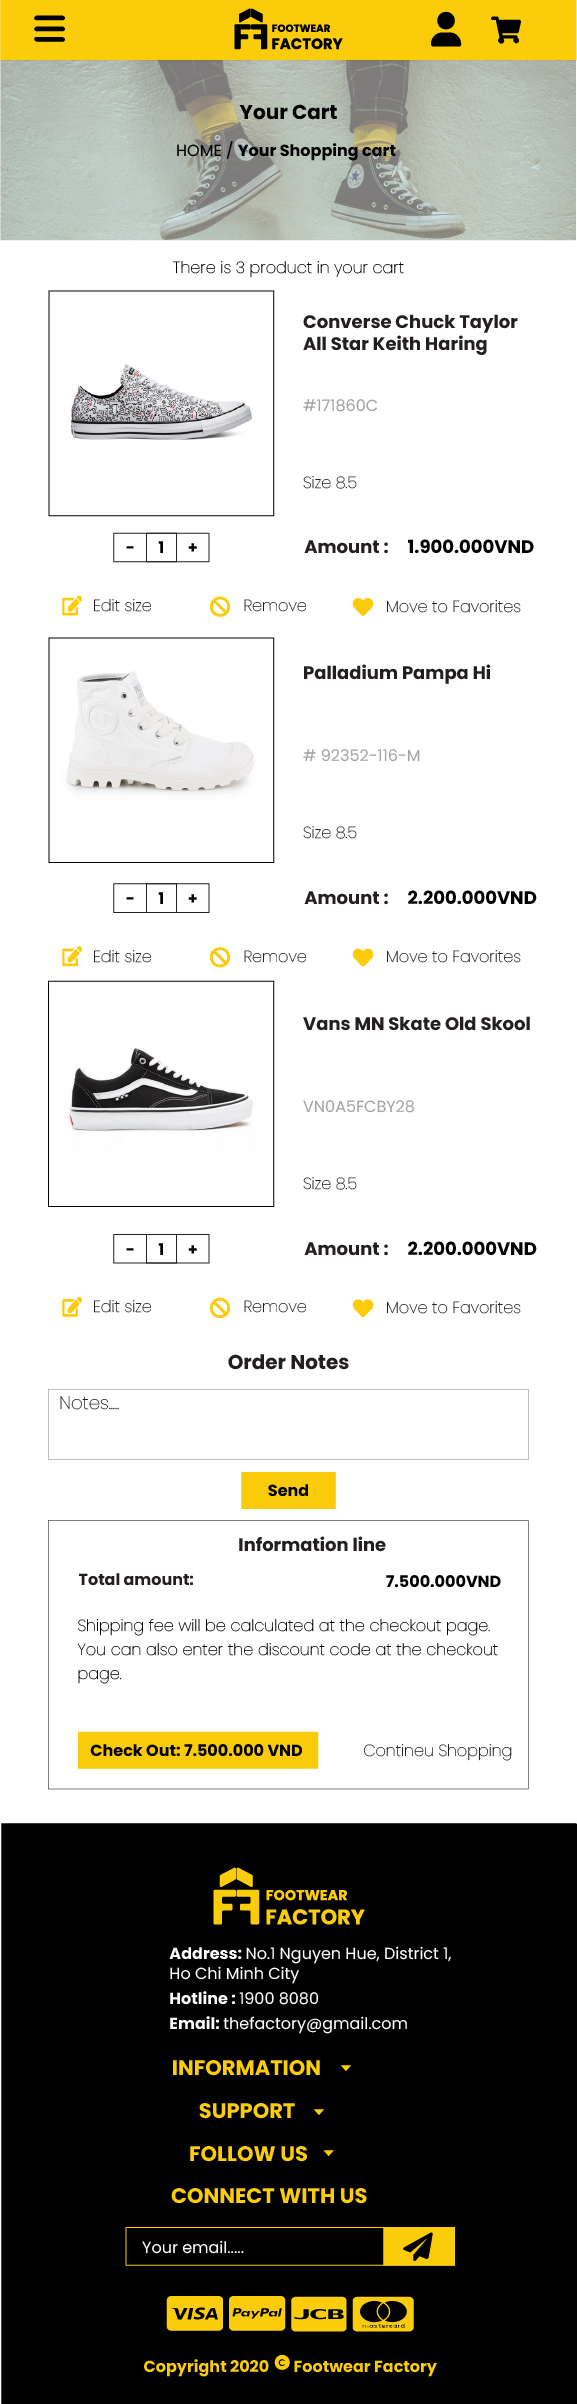 FOOTWEAR
FACTORY
Your Cart
HOME / Your Shopping cart
There is 3 product in your cart
Converse Chuck Taylor
All Star Keith Haring
#171860C
Size 8.5
- 1 +
Amount : 1.900.000VND
Edit size Remove Move to Favorites
Palladium Pampa Hi
# 92352-116-M
Size 8.5
- 1 +
Amount : 2.200.000VND
Edit size Remove Move to Favorites
Vans MN Skate Old Skool
VN0A5FCBY28
Size 8.5
- 1 +
Amount : 2.200.000VND
Edit size Remove Move to Favorites
Order Notes
Notes.....
Send
Information line
Total amount: 7.500.000VND
Shipping fee will be calculated at the checkout page.
You can also enter the discount code at the checkout
page.
Check Out: 7.500.000 VND Contineu Shopping
FOOTWEAR
FACTORY
Address: No.1 Nguyen Hue, District 1,
Ho Chi Minh City
Hotline : 1900 8080
Email: thefactory@gmail.com
INFORMATION
SUPPORT
FOLLOW US
CONNECT WITH US
Your email.....
VISA PayPal JCB mastercard
Copyright 2020 © Footwear Factory